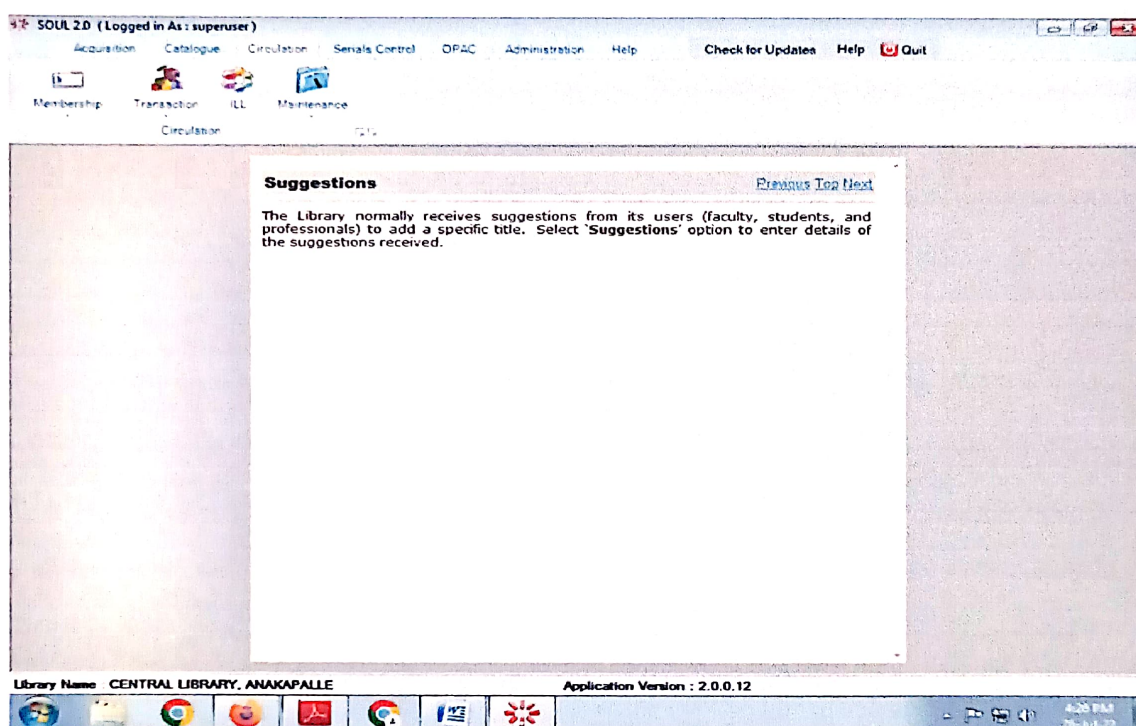 SOUL 2.0 ( Logged in As : superuser )
Acquisition Catalogue Circulation Serials Control OPAC Administration Help Check for Updates Help Quit
Membership Transaction ILL Maintenance
Circulation
Suggestions Previous Top Next
The Library normally receives suggestions from its users (faculty, students, and
professionals) to add a specific title. Select `Suggestions' option to enter details of
the suggestions received.
Library Name : CENTRAL LIBRARY, ANAKAPALLE Application Version : 2.0.0.12
4:26 PM